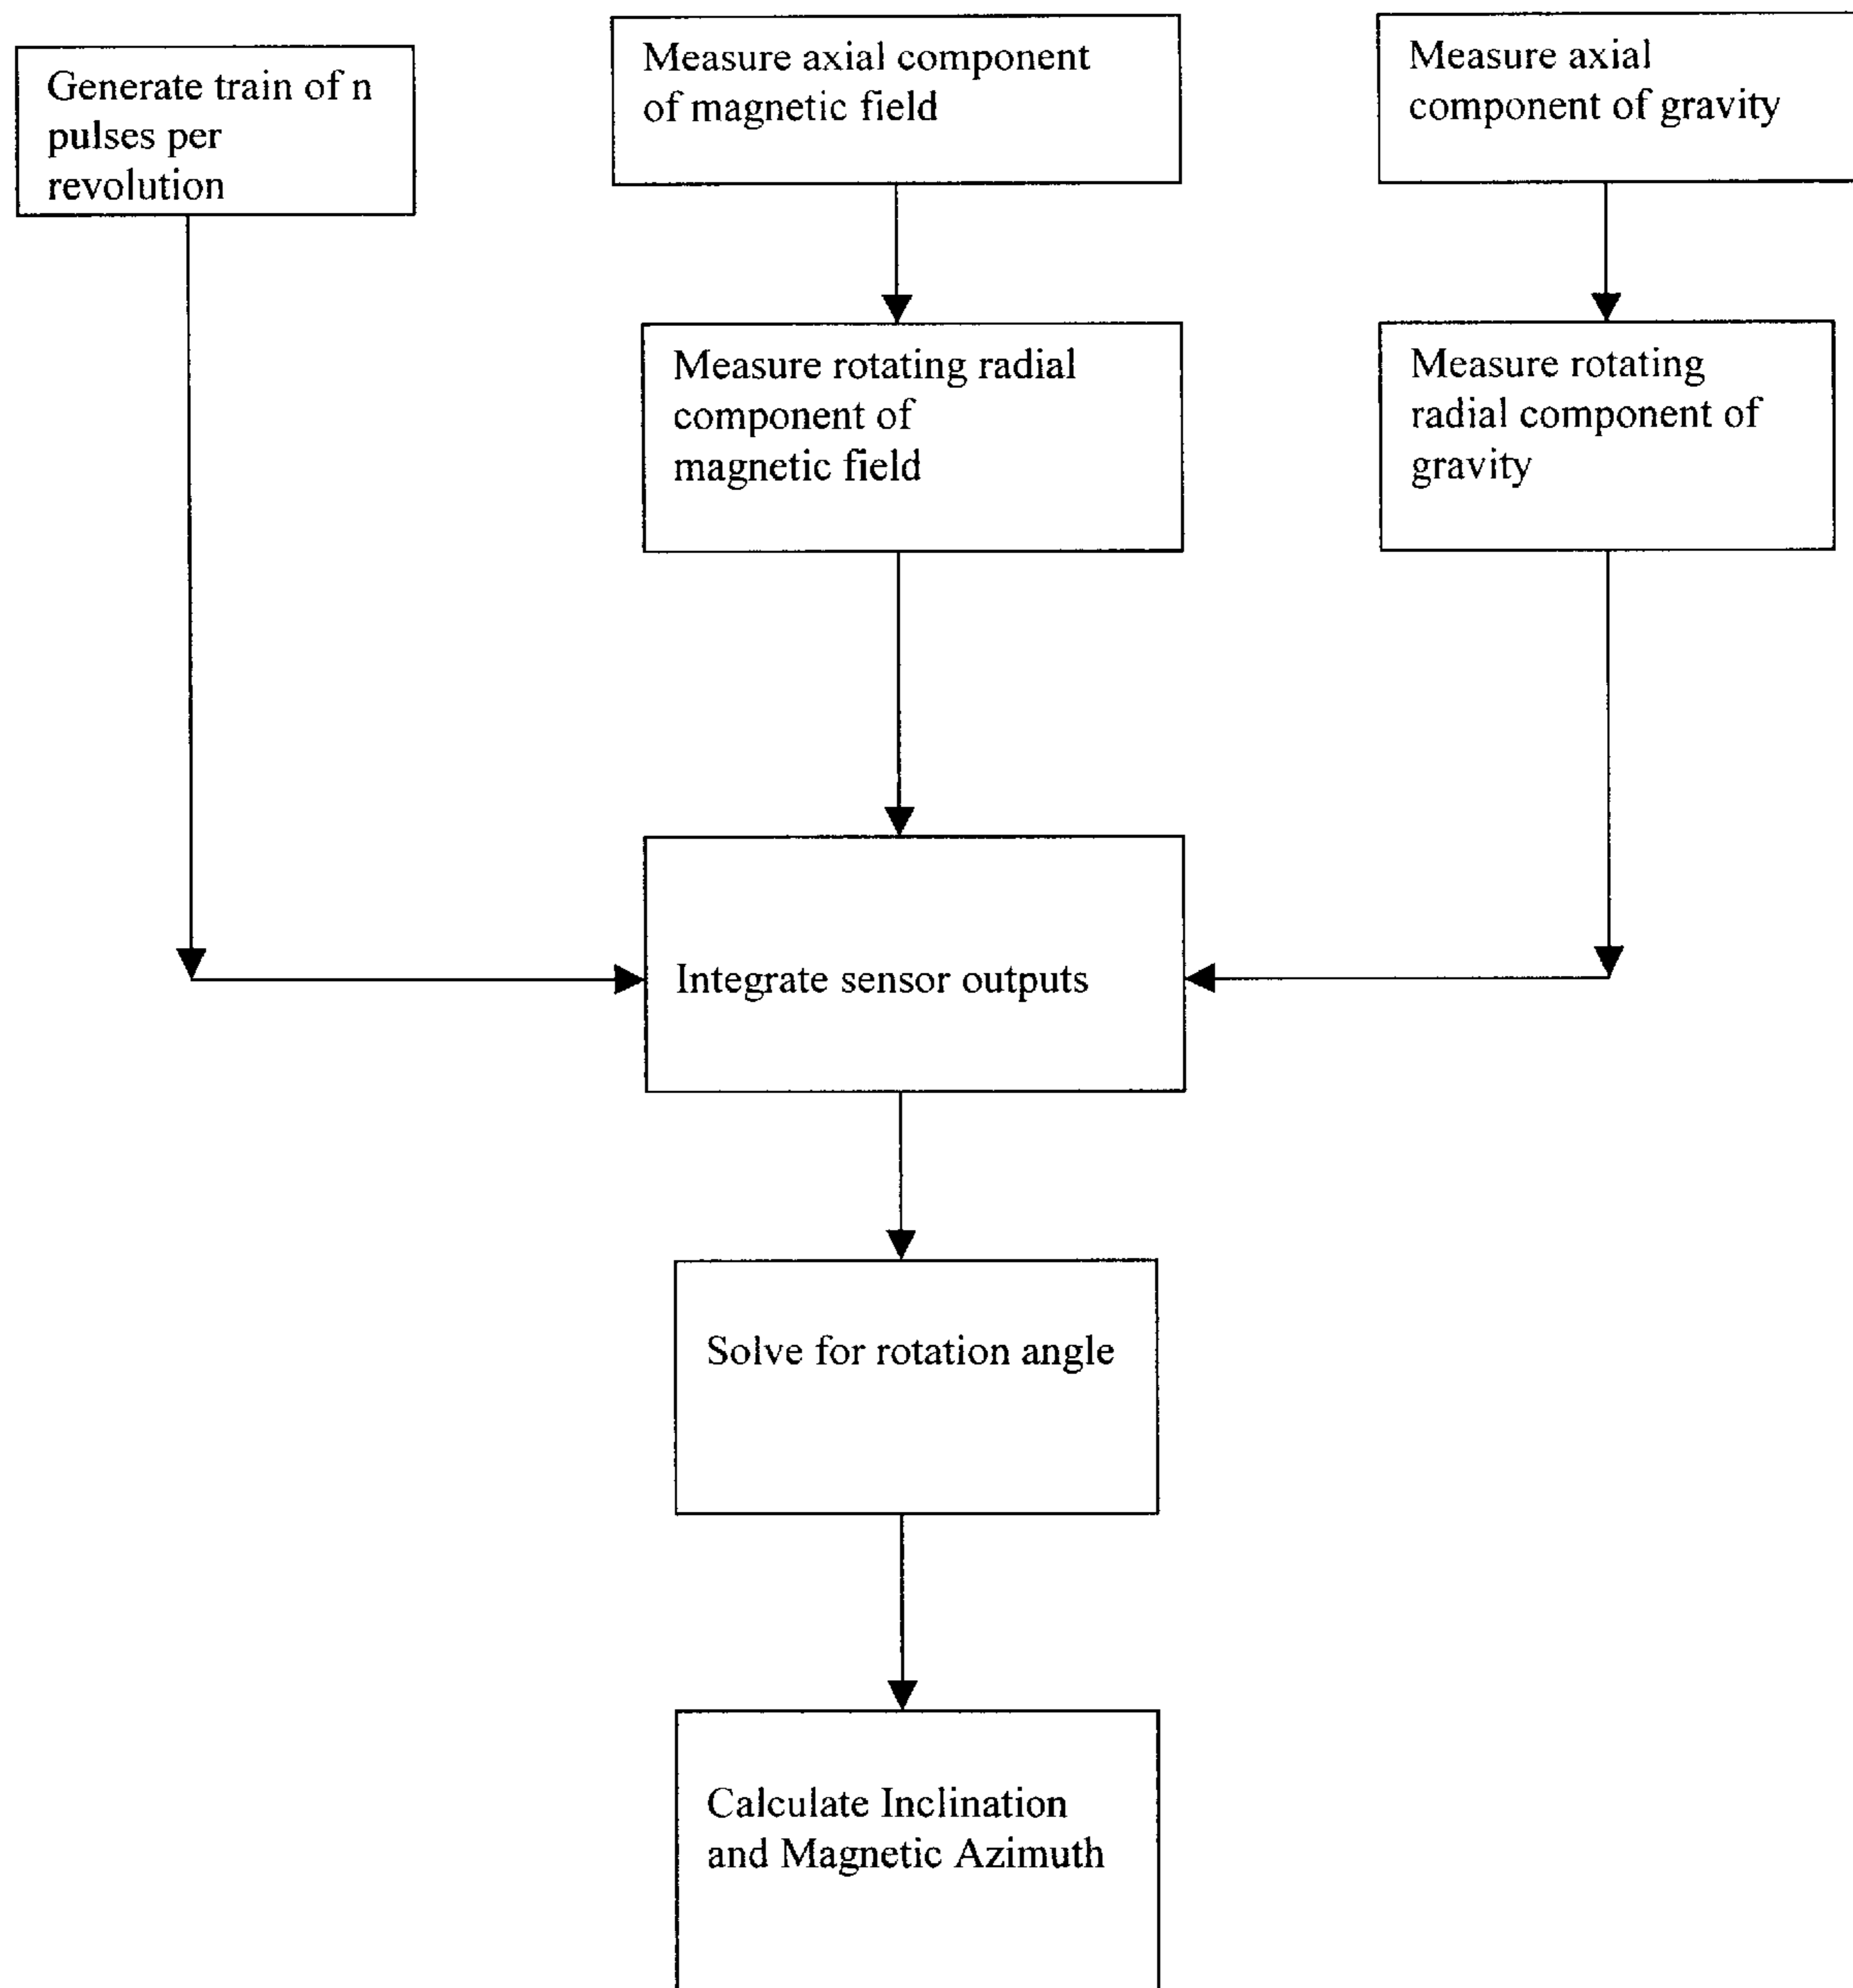 Generate train of n
pulses per
revolution
Measure axial component
of magnetic field
Measure axial
component of gravity
Measure rotating radial
component of
magnetic field
Measure rotating
radial component of
gravity
Integrate sensor outputs
Solve for rotation angle
Calculate Inclination
and Magnetic Azimuth